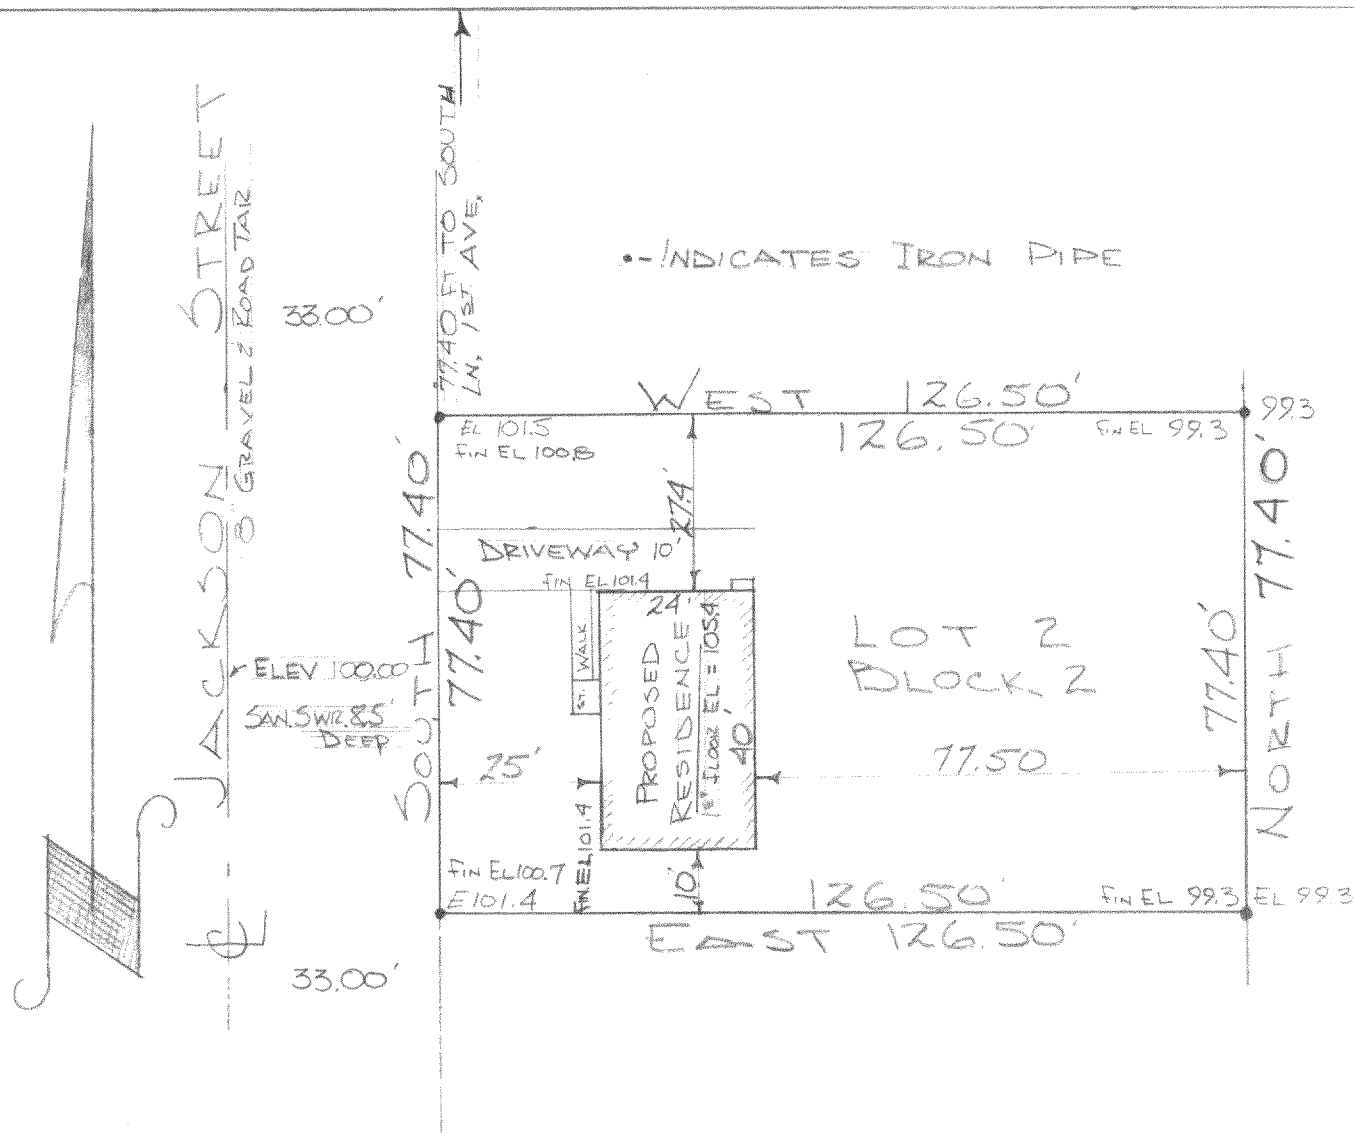 JACKSON STREET
8 GRAVEL & ROAD TAR
33.00'
77.40 FT TO SOUTH
LN. 1ST AVE.
•-INDICATES IRON PIPE
WEST 126.50'
126.50'
EL 101.5
FIN EL 100.8
FIN EL 99.3
99.3
SOUTH 77.40'
77.40'
27.4'
DRIVEWAY 10'
FIN EL 101.4
24'
ST. WALK
PROPOSED
RESIDENCE
1ST FLOOR EL = 105.4
40'
LOT 2
BLOCK 2
77.40'
NORTH 77.40'
ELEV 100.00
SAN. SWR. 8.5'
DEEP
25'
77.50
FIN EL 101.4
FIN EL 100.7
E 101.4
10'
126.50'
FIN EL 99.3
EL 99.3
EAST 126.50'
33.00'